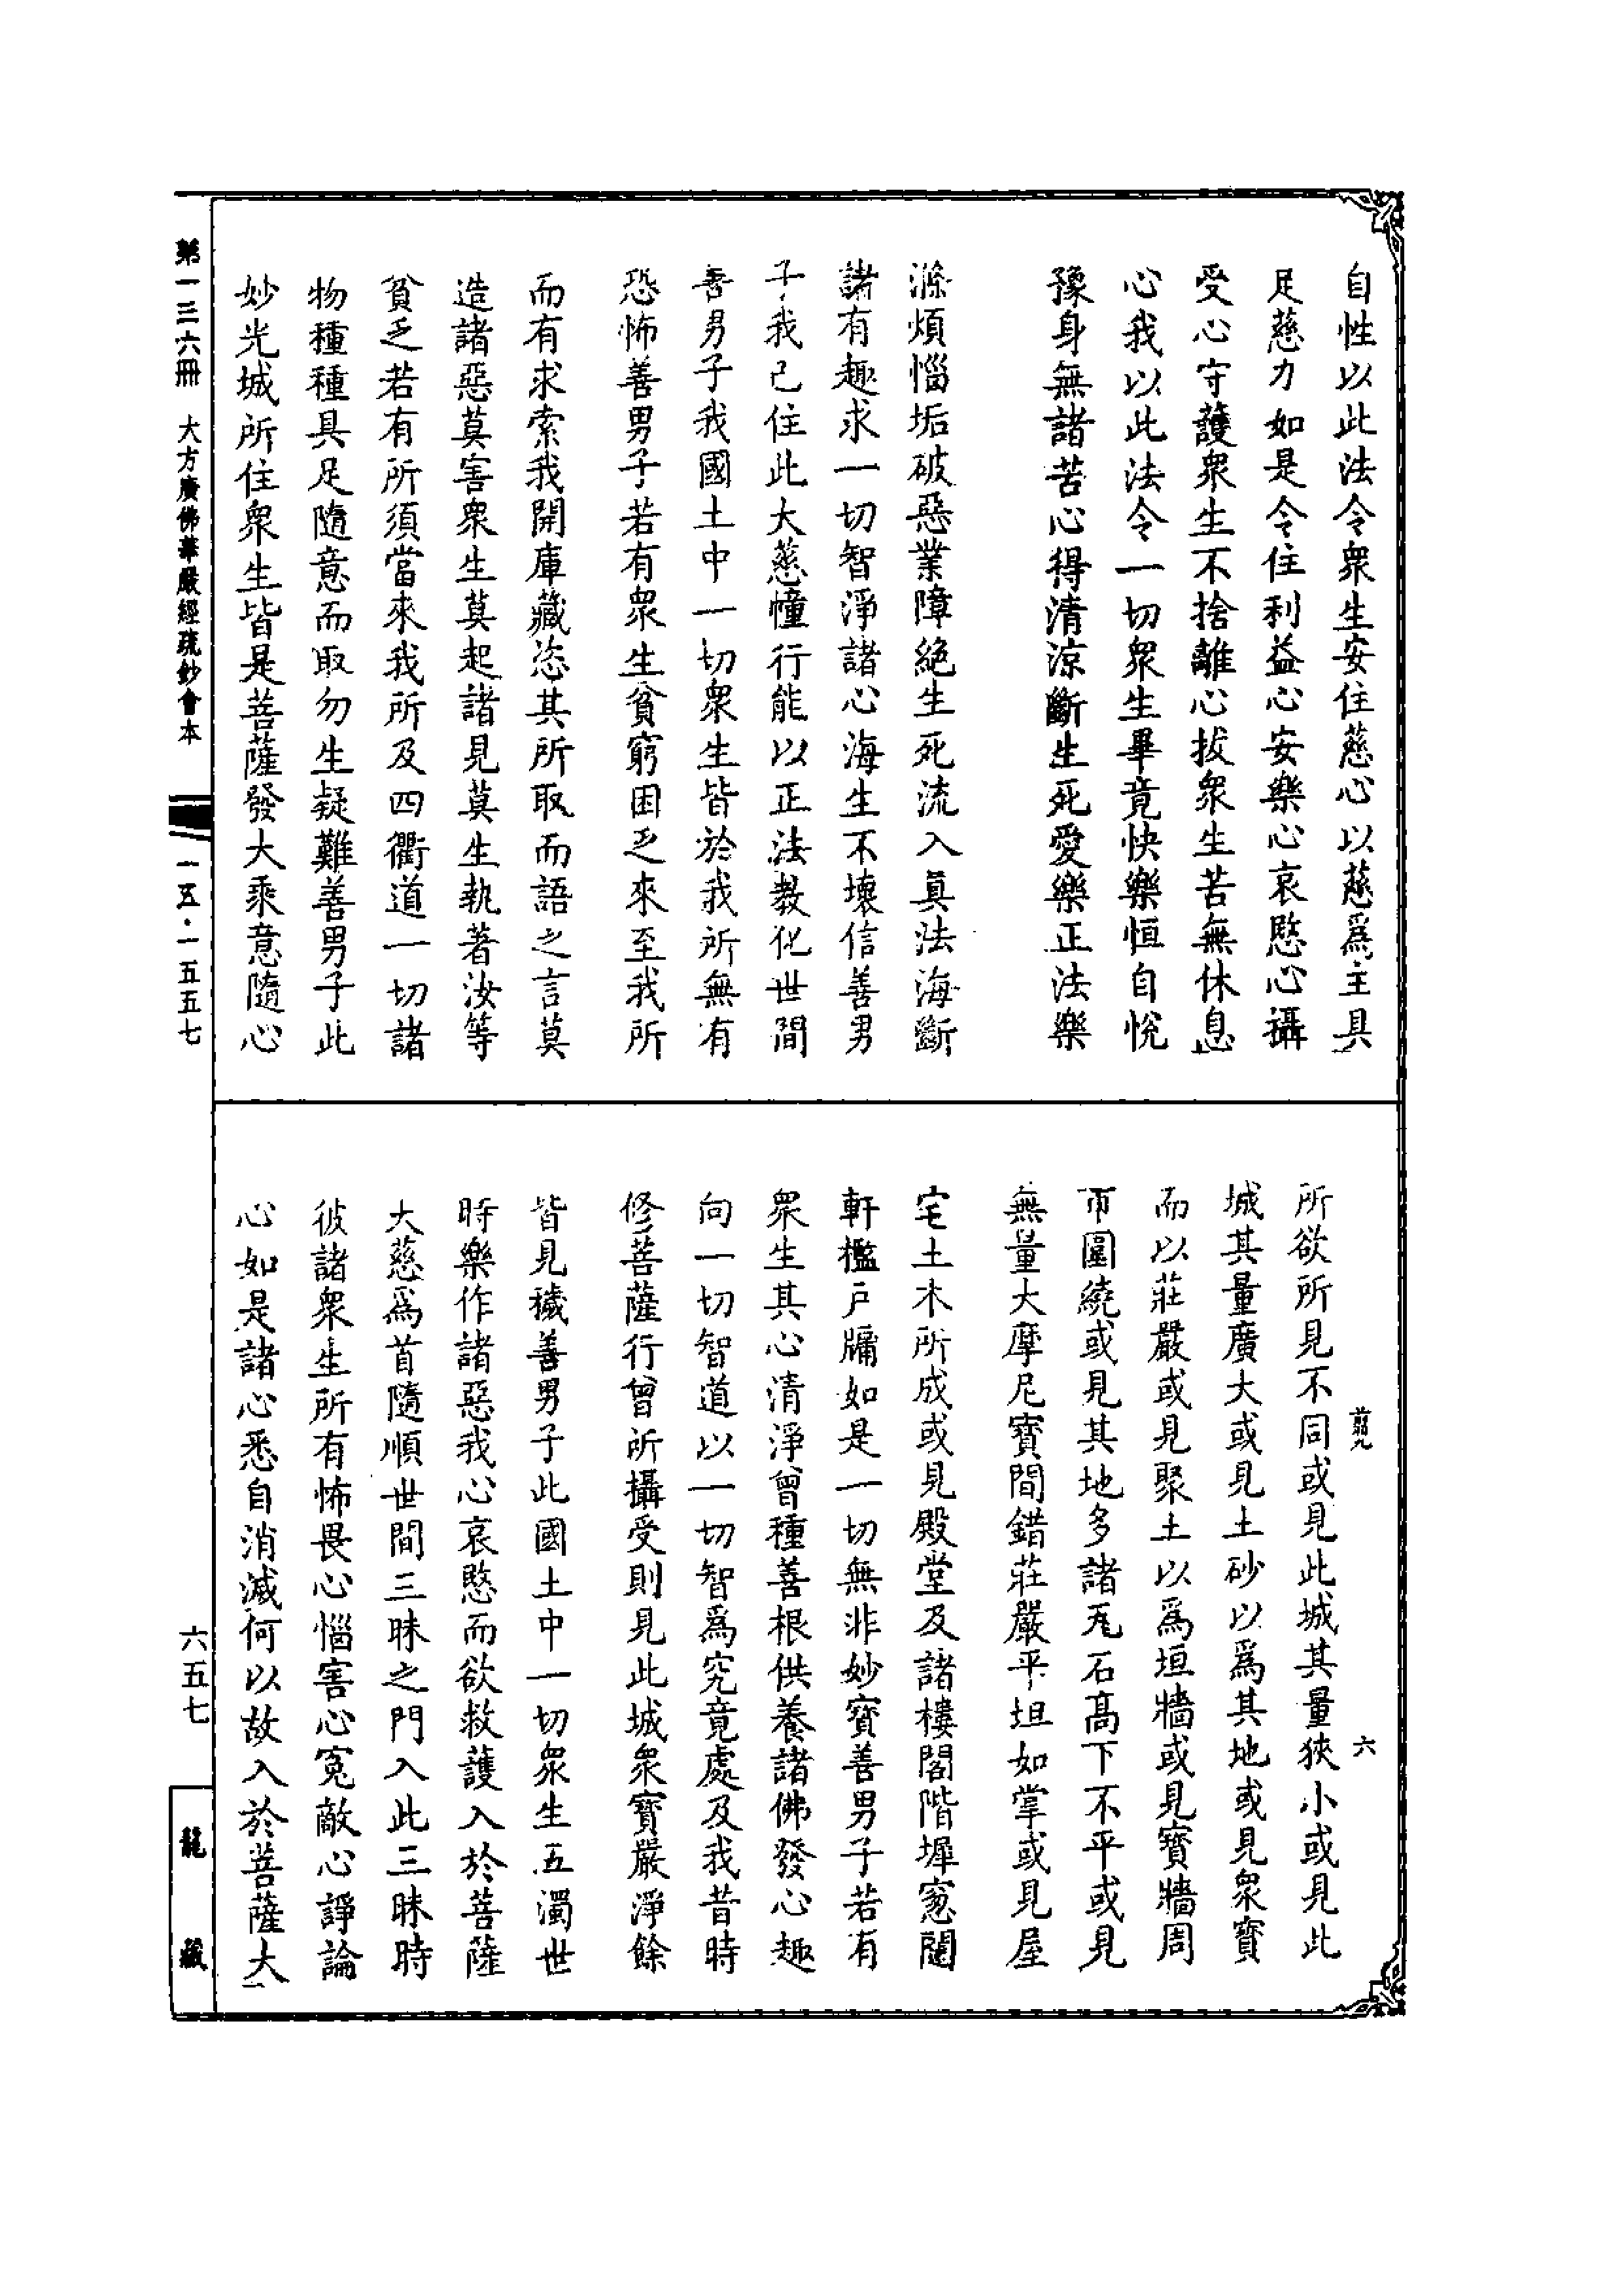 自性以此法令衆生安住慈心以慈爲主具
足慈力如是令住利益心安樂心哀愍心攝
受心守護衆生不捨離心拔衆生苦無休息
心我以此法令一切衆生畢竟快樂恒自悅
豫身無諸苦心得清涼斷生死愛樂正法樂
滌煩惱垢破惡業障絕生死流入眞法海斷
諸有趣求一切智淨諸心海生不壞信善男
子我已住此大慈幢行能以正法教化世間
善男子我國土中一切衆生皆於我所無有
恐怖善男子若有衆生貧窮困乏來至我所
而有求索我開庫藏恣其所取而語之言莫
造諸惡莫害衆生莫起諸見莫生執著汝等
貧乏若有所須當來我所及四衢道一切諸
物種種具足隨意而取勿生疑難善男子此
妙光城所住衆生皆是菩薩發大乘意隨心
翦九
六
所欲所見不同或見此城其量狹小或見此
城其量廣大或見土砂以爲其地或見衆寶
而以莊嚴或見聚土以爲垣牆或見寶牆周
帀圍繞或見其地多諸瓦石高下不平或見
無量大摩尼寶間錯莊嚴平坦如掌或見屋
宅土木所成或見殿堂及諸樓閣階墀窻闥
軒檻戶牖如是一切無非妙寶善男子若有
衆生其心清淨曾種善根供養諸佛發心趣
向一切智道以一切智爲究竟處及我昔時
修菩薩行曾所攝受則見此城衆寶嚴淨餘
皆見穢善男子此國土中一切衆生五濁世
時樂作諸惡我心哀愍而欲救護入於菩薩
大慈爲首隨順世間三昧之門入此三昧時
彼諸衆生所有怖畏心惱害心冤敵心諍論
心如是諸心悉自消滅何以故入於菩薩大
第一三六冊 大方廣佛華嚴經疏鈔會本
一五·一五五七
六五七
龍藏